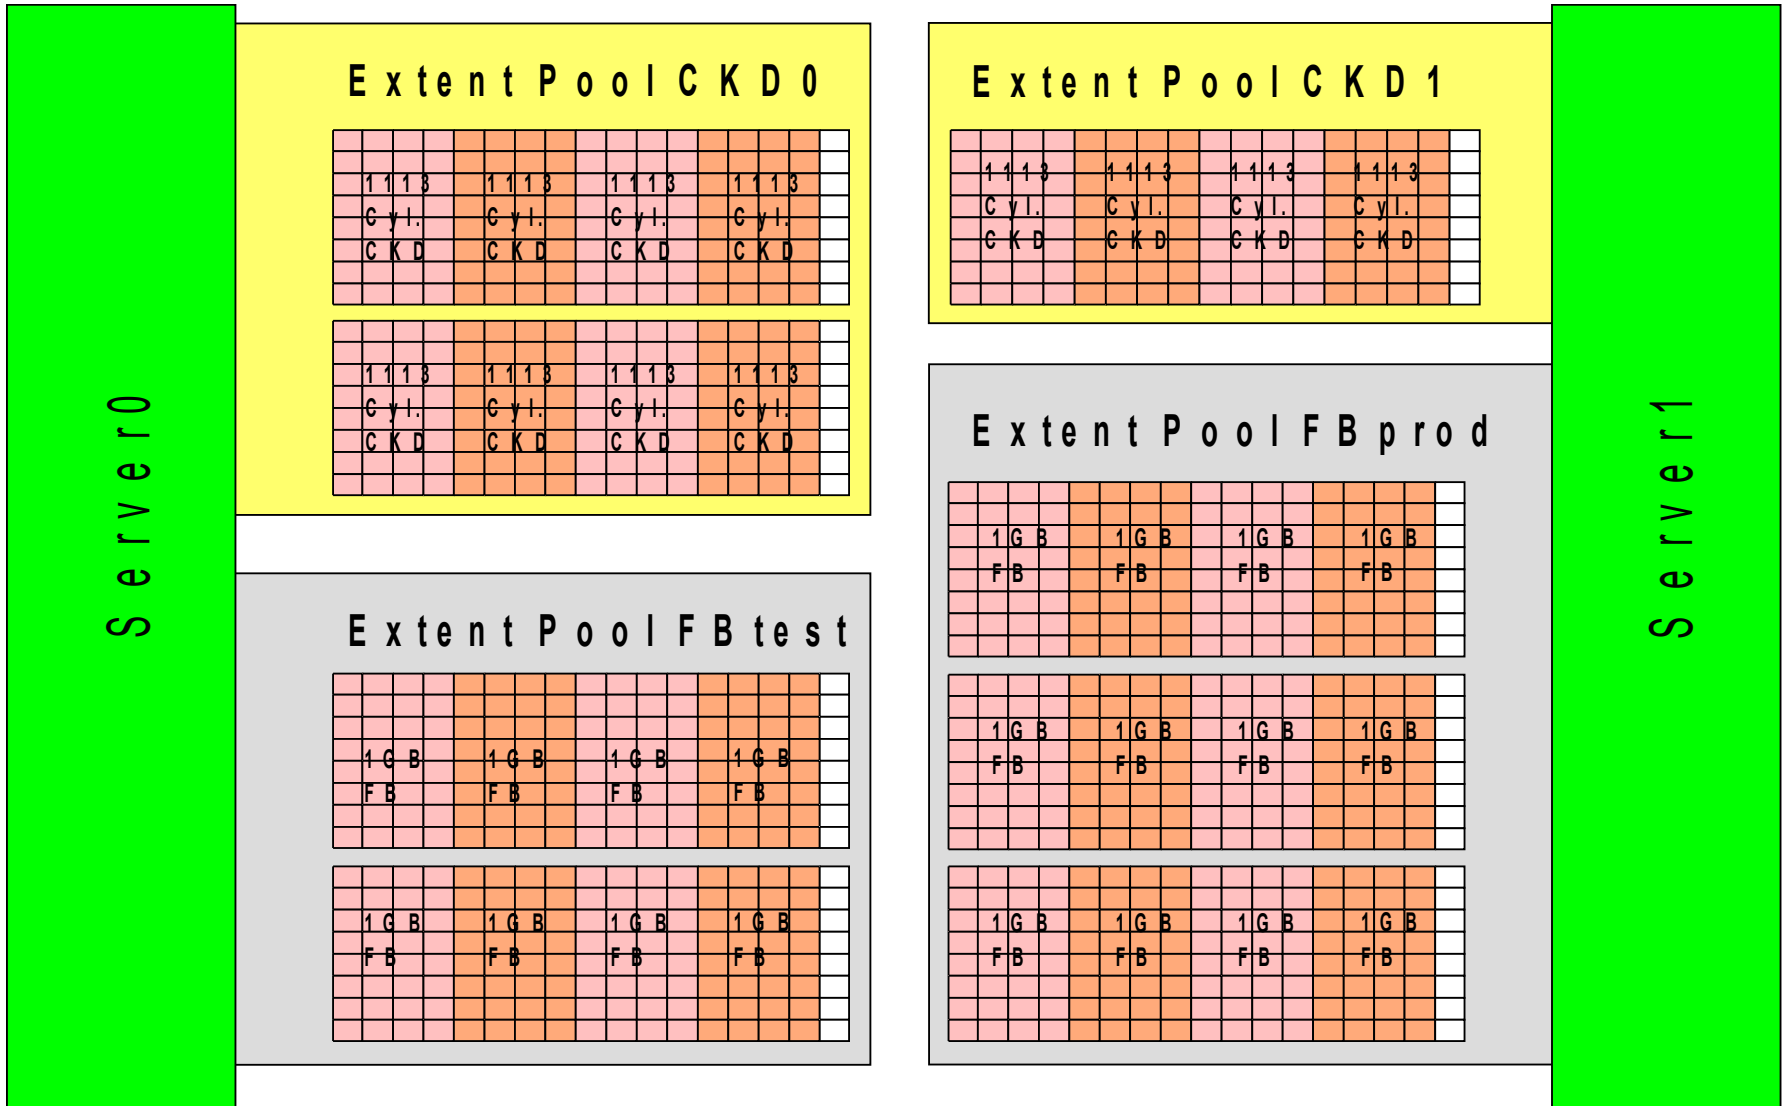 Server0
Extent Pool CKD0
1113 1113 1113 1113
Cyl. Cyl. Cyl. Cyl.
CKD CKD CKD CKD
1113 1113 1113 1113
Cyl. Cyl. Cyl. Cyl.
CKD CKD CKD CKD
Extent Pool FBtest
1GB 1GB 1GB 1GB
FB FB FB FB
1GB 1GB 1GB 1GB
FB FB FB FB
Extent Pool CKD1
1113 1113 1113 1113
Cyl. Cyl. Cyl. Cyl.
CKD CKD CKD CKD
Extent Pool FBprod
1GB 1GB 1GB 1GB
FB FB FB FB
1GB 1GB 1GB 1GB
FB FB FB FB
1GB 1GB 1GB 1GB
FB FB FB FB
Server1